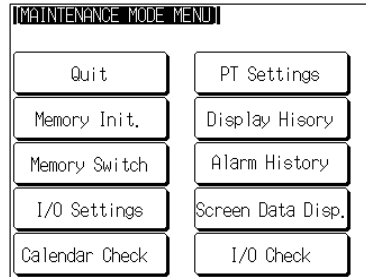 [MAINTENANCE MODE MENU]
Quit
PT Settings
Memory Init.
Display Hisory
Memory Switch
Alarm History
I/O Settings
Screen Data Disp.
Calendar Check
I/O Check